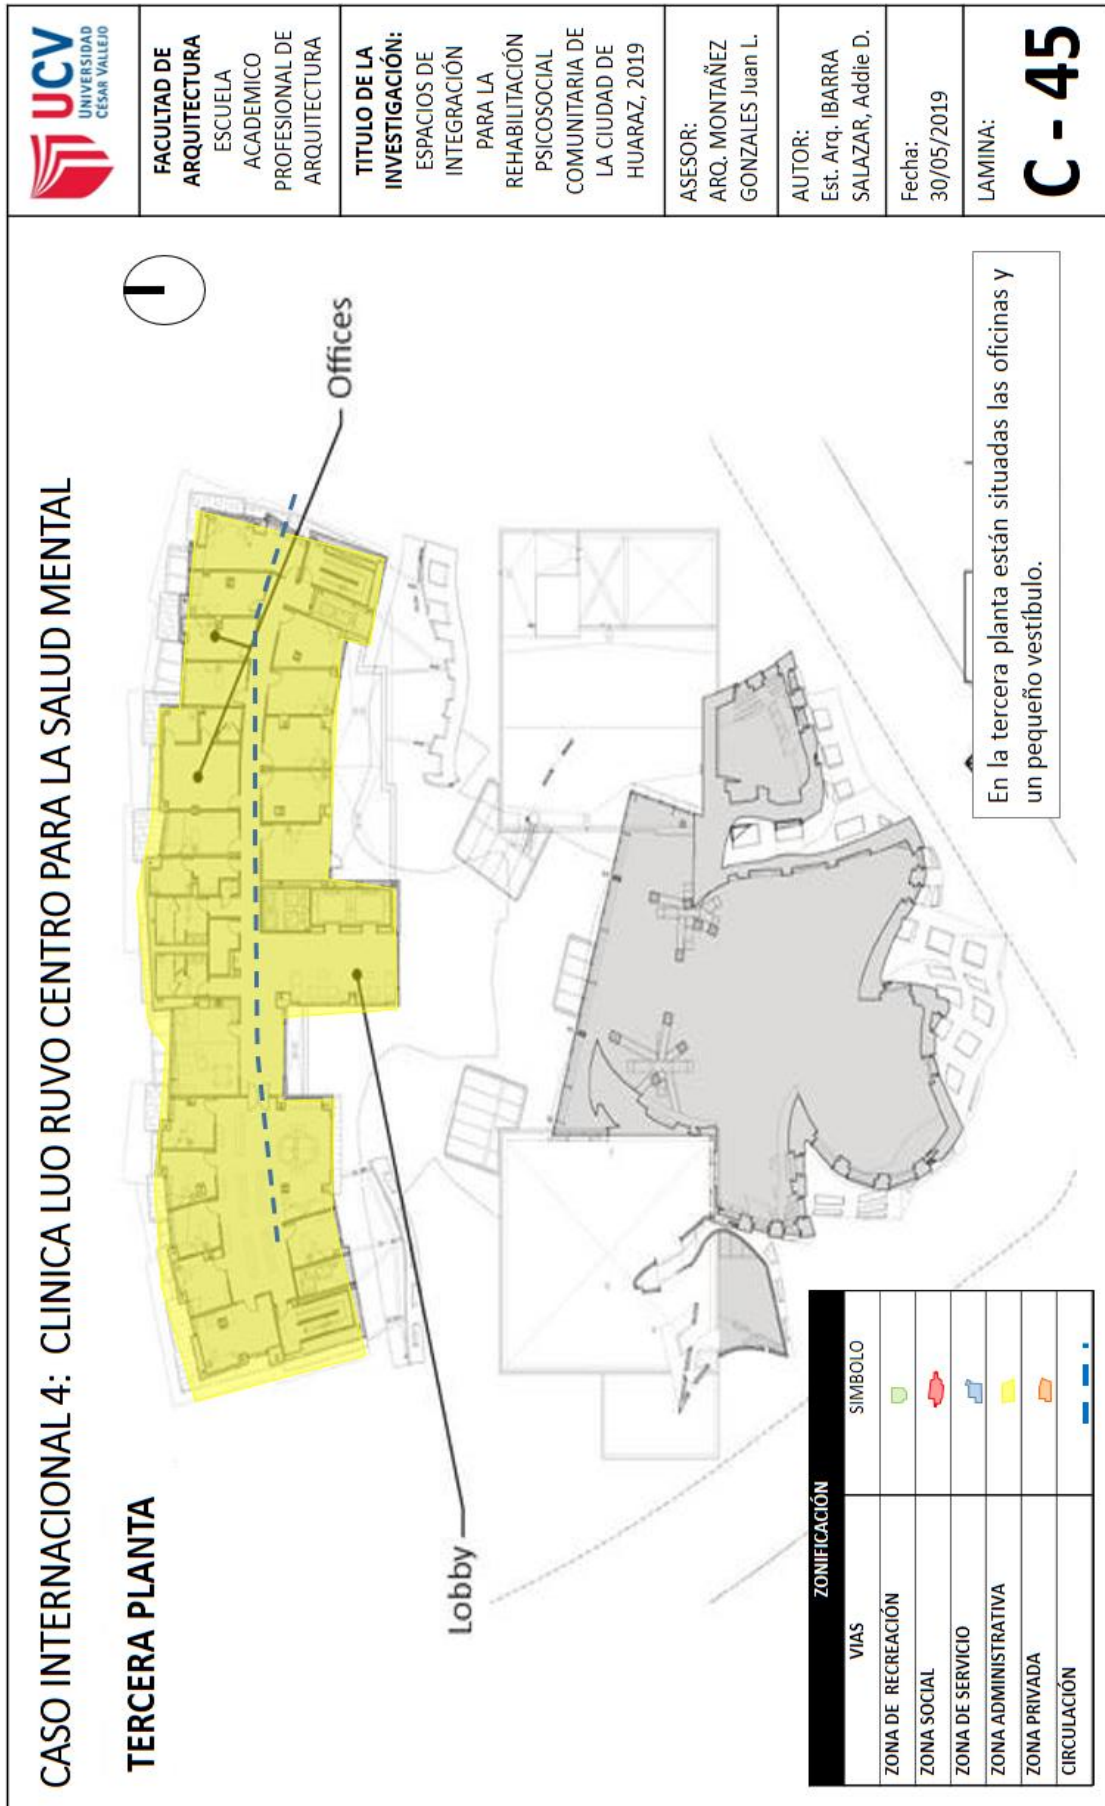 CASO INTERNACIONAL 4: CLINICA LUO RUVO CENTRO PARA LA SALUD MENTAL
TERCERA PLANTA
Offices
Lobby
ZONIFICACIÓN
VIAS SIMBOLO
ZONA DE RECREACIÓN
ZONA SOCIAL
ZONA DE SERVICIO
ZONA ADMINISTRATIVA
ZONA PRIVADA
CIRCULACIÓN
En la tercera planta están situadas las oficinas y
un pequeño vestíbulo.
UCV
UNIVERSIDAD
CÉSAR VALLEJO
FACULTAD DE
ARQUITECTURA
ESCUELA
ACADEMICO
PROFESIONAL DE
ARQUITECTURA
TITULO DE LA
INVESTIGACIÓN:
ESPACIOS DE
INTEGRACIÓN
PARA LA
REHABILITACIÓN
PSICOSOCIAL
COMUNITARIA DE
LA CIUDAD DE
HUARAZ, 2019
ASESOR:
ARQ. MONTAÑEZ
GONZALES Juan L.
AUTOR:
Est. Arq. IBARRA
SALAZAR, Addie D.
Fecha:
30/05/2019
LAMINA:
C - 45